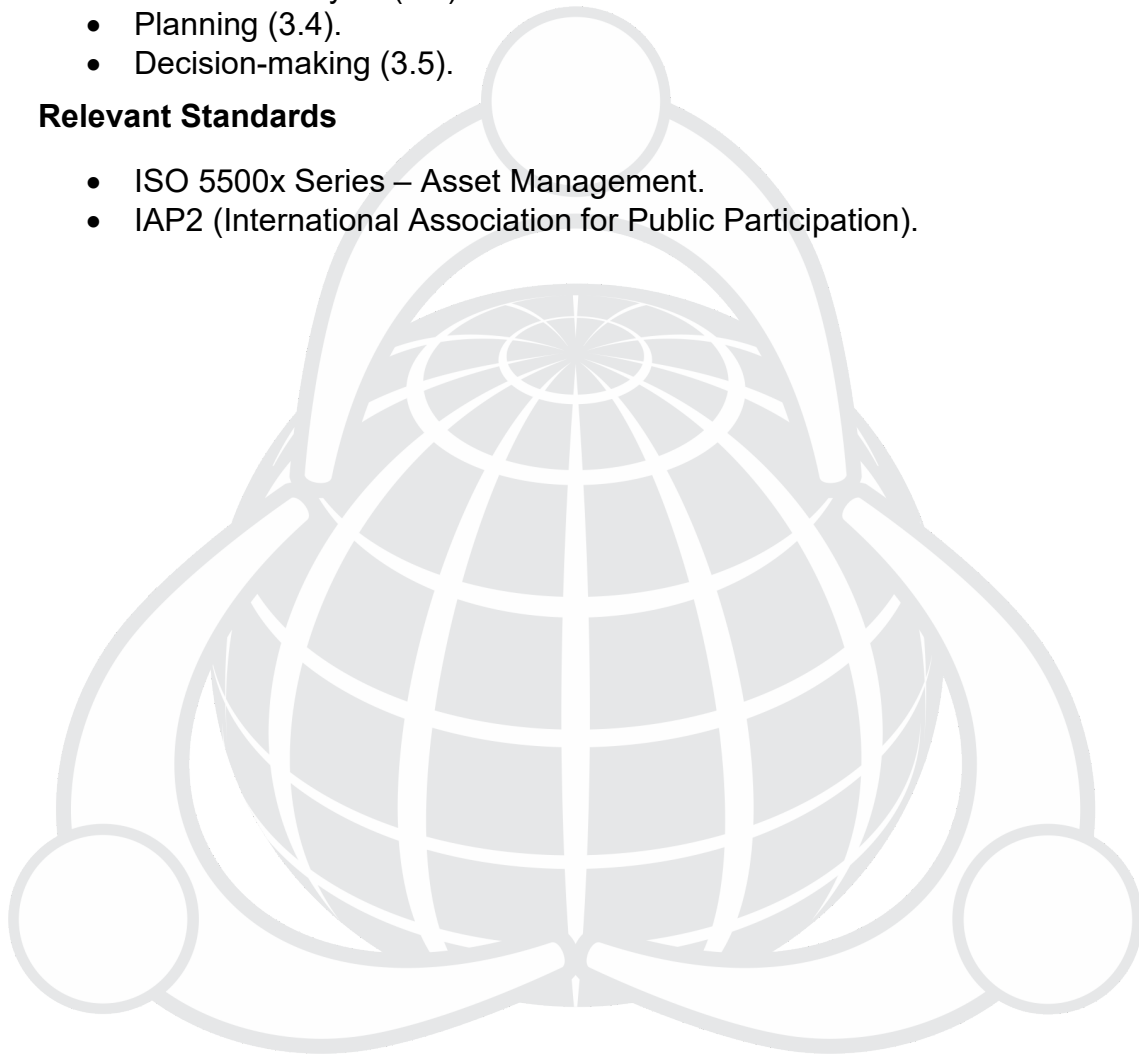 • Planning (3.4).
• Decision-making (3.5).
Relevant Standards
• ISO 5500x Series – Asset Management.
• IAP2 (International Association for Public Participation).